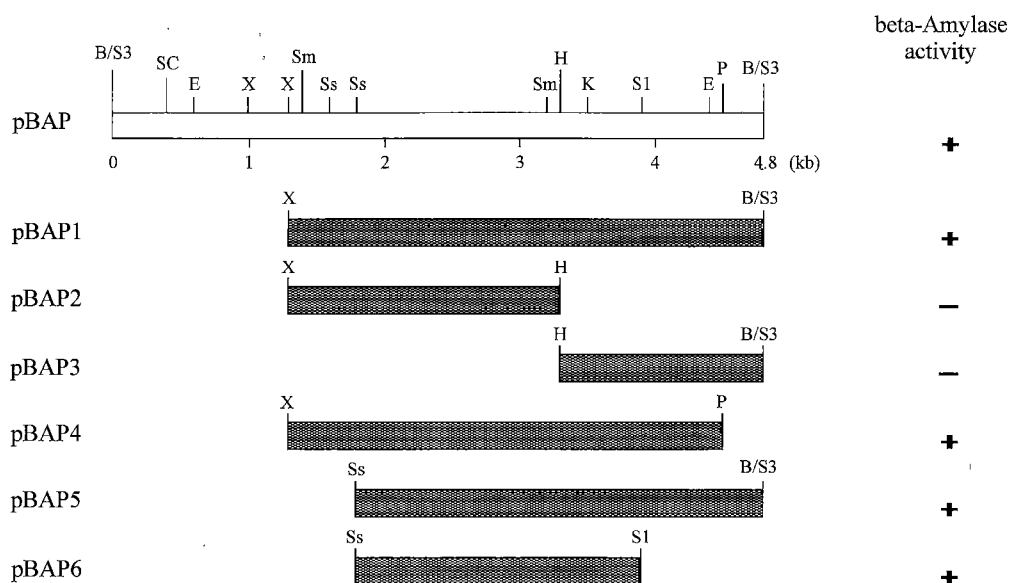 beta-Amylase
activity
B/S3 SC E X X Sm Ss Ss Sm H K S1 E P B/S3
pBAP +
0 1 2 3 4 4.8 (kb)
X B/S3
pBAP1 +
X H
pBAP2 −
H B/S3
pBAP3 −
X P
pBAP4 +
Ss B/S3
pBAP5 +
Ss S1
pBAP6 +